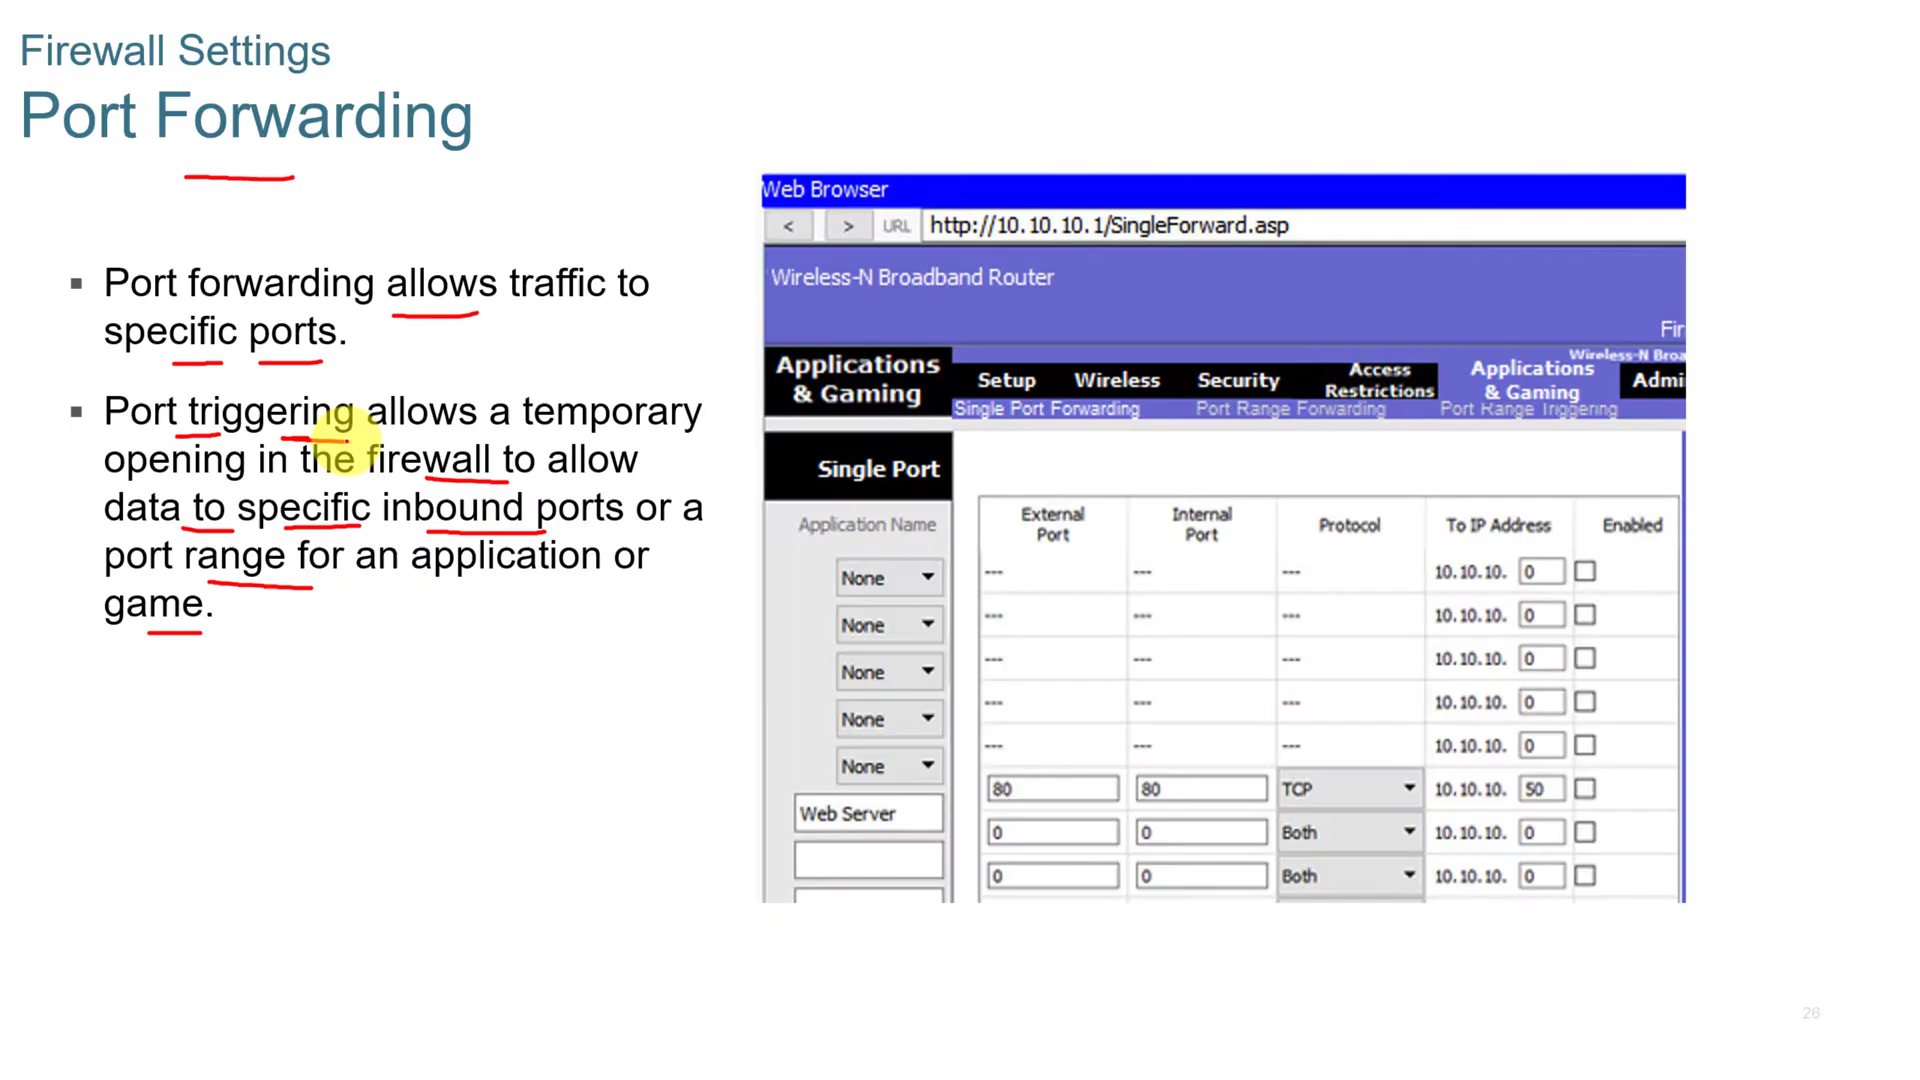 Firewall Settings
Port Forwarding
▪ Port forwarding allows traffic to
specific ports.
▪ Port triggering allows a temporary
opening in the firewall to allow
data to specific inbound ports or a
port range for an application or
game.
Web Browser
< > URL http://10.10.10.1/SingleForward.asp
Wireless-N Broadband Router
Fir
Wireless-N Broa
Applications & Gaming
Setup Wireless Security Access Restrictions Applications & Gaming Admi
Single Port Forwarding Port Range Forwarding Port Range Triggering
Single Port
Application Name External Port Internal Port Protocol To IP Address Enabled
None --- --- --- 10.10.10. 0
None --- --- --- 10.10.10. 0
None --- --- --- 10.10.10. 0
None --- --- --- 10.10.10. 0
None --- --- --- 10.10.10. 0
Web Server 80 80 TCP 10.10.10. 50
0 0 Both 10.10.10. 0
0 0 Both 10.10.10. 0
26